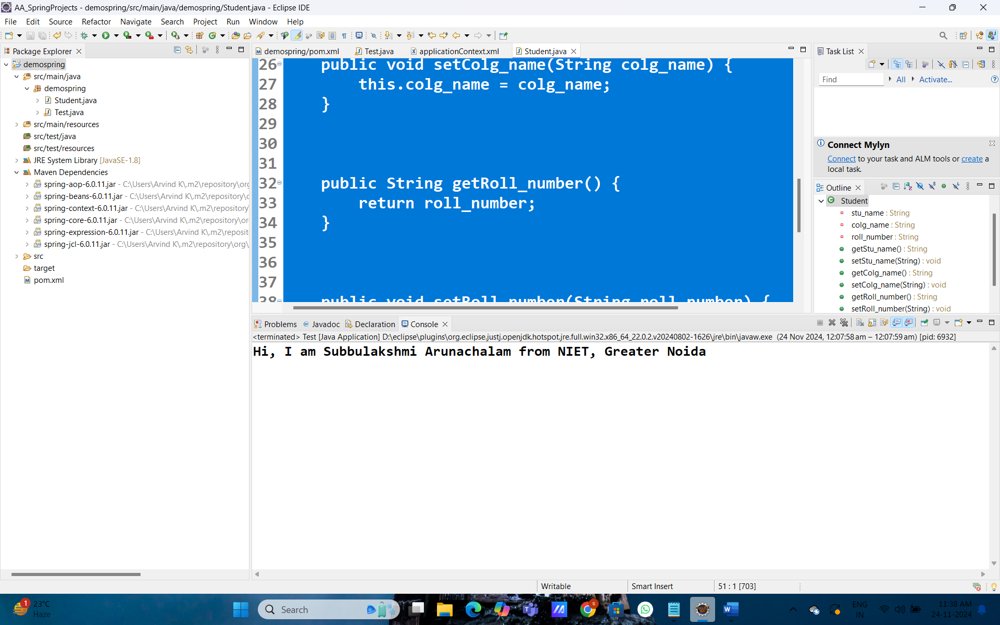 AA_SpringProjects - demospring/src/main/java/demospring/Student.java - Eclipse IDE
File Edit Source Refactor Navigate Search Project Run Window Help
Package Explorer
demospring
src/main/java
demospring
Student.java
Test.java
src/main/resources
src/test/java
src/test/resources
JRE System Library [JavaSE-1.8]
Maven Dependencies
spring-aop-6.0.11.jar - C:\Users\Arvind K\.m2\repository\org
spring-beans-6.0.11.jar - C:\Users\Arvind K\.m2\repository\o
spring-context-6.0.11.jar - C:\Users\Arvind K\.m2\repository
spring-core-6.0.11.jar - C:\Users\Arvind K\.m2\repository\or
spring-expression-6.0.11.jar - C:\Users\Arvind K\.m2\reposit
spring-jcl-6.0.11.jar - C:\Users\Arvind K\.m2\repository\org\
src
target
pom.xml
demospring/pom.xml Test.java applicationContext.xml Student.java
26 public void setColg_name(String colg_name) {
27 this.colg_name = colg_name;
28 }
29
30
31
32 public String getRoll_number() {
33 return roll_number;
34 }
35
36
37
38 public void setRoll_number(String roll_number) {
Task List
Find All Activate...
Connect Mylyn
Connect to your task and ALM tools or create a
local task.
Outline
Student
stu_name : String
colg_name : String
roll_number : String
getStu_name() : String
setStu_name(String) : void
getColg_name() : String
setColg_name(String) : void
getRoll_number() : String
setRoll_number(String) : void
Problems @ Javadoc Declaration Console
<terminated> Test [Java Application] D:\eclipse\plugins\org.eclipse.justj.openjdk.hotspot.jre.full.win32.x86_64_22.0.2.v20240802-1626\jre\bin\javaw.exe (24 Nov 2024, 12:07:58 am – 12:07:59 am) [pid: 6932]
Hi, I am Subbulakshmi Arunachalam from NIET, Greater Noida
Writable Smart Insert 51 : 1 [703]
1 23°C
Haze
Search
ENG
IN
11:38 AM
24-11-2024